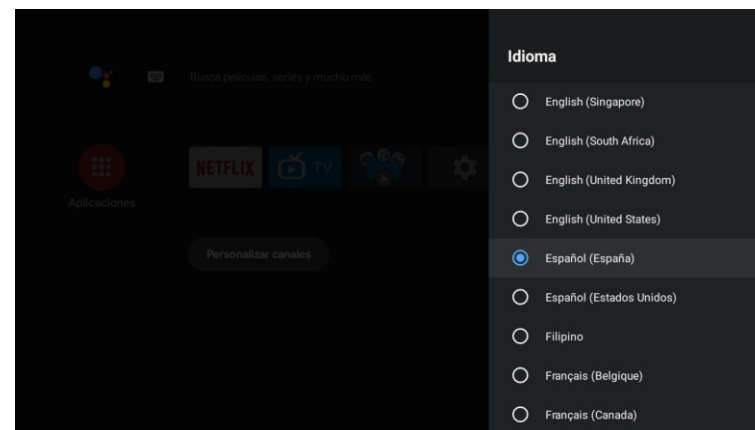 Idioma
Busca películas, series y mucho más
English (Singapore)
English (South Africa)
NETFLIX
TV
English (United Kingdom)
Aplicaciones
English (United States)
Personalizar canales
Español (España)
Español (Estados Unidos)
Filipino
Français (Belgique)
Français (Canada)